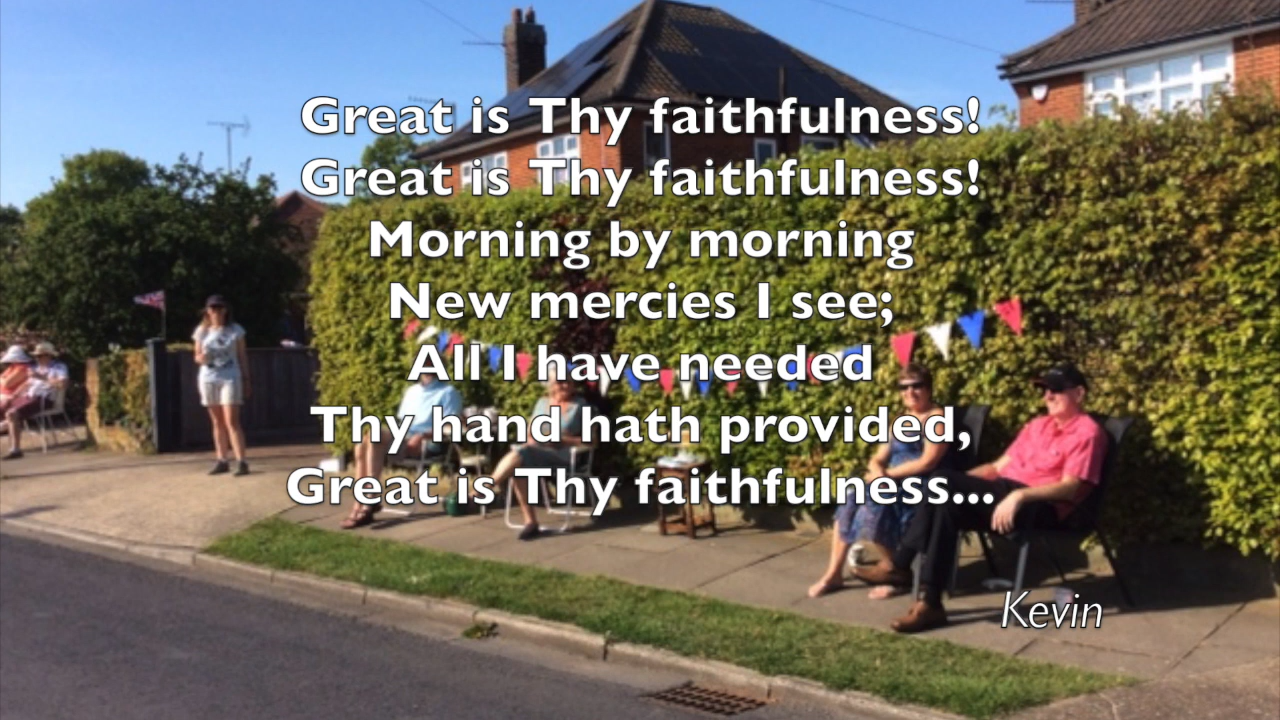 Great is Thy faithfulness!
Great is Thy faithfulness!
Morning by morning
New mercies I see;
All I have needed
Thy hand hath provided,
Great is Thy faithfulness...
Kevin